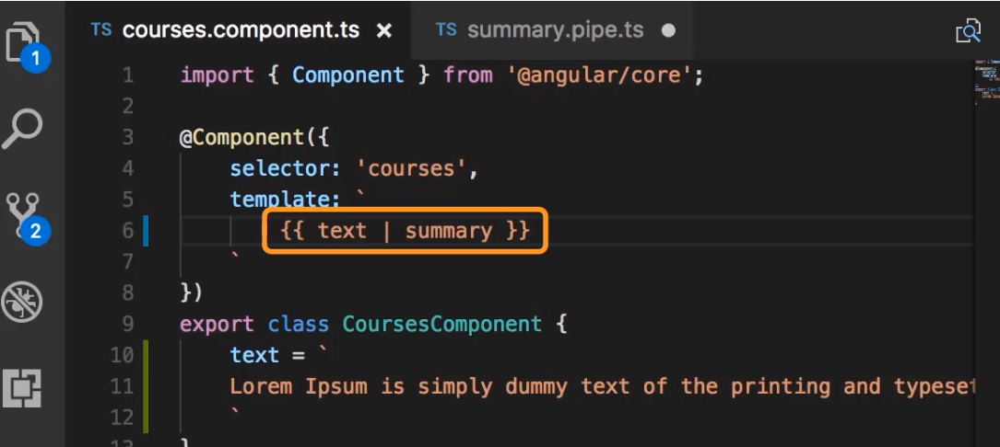 TS courses.component.ts × TS summary.pipe.ts ●
1
1 import { Component } from '@angular/core';
2
3 @Component({
4 selector: 'courses',
5 template: `
6 {{ text | summary }}
2
7 `
8 })
9 export class CoursesComponent {
10 text = `
11 Lorem Ipsum is simply dummy text of the printing and typeset
12 `
13 }